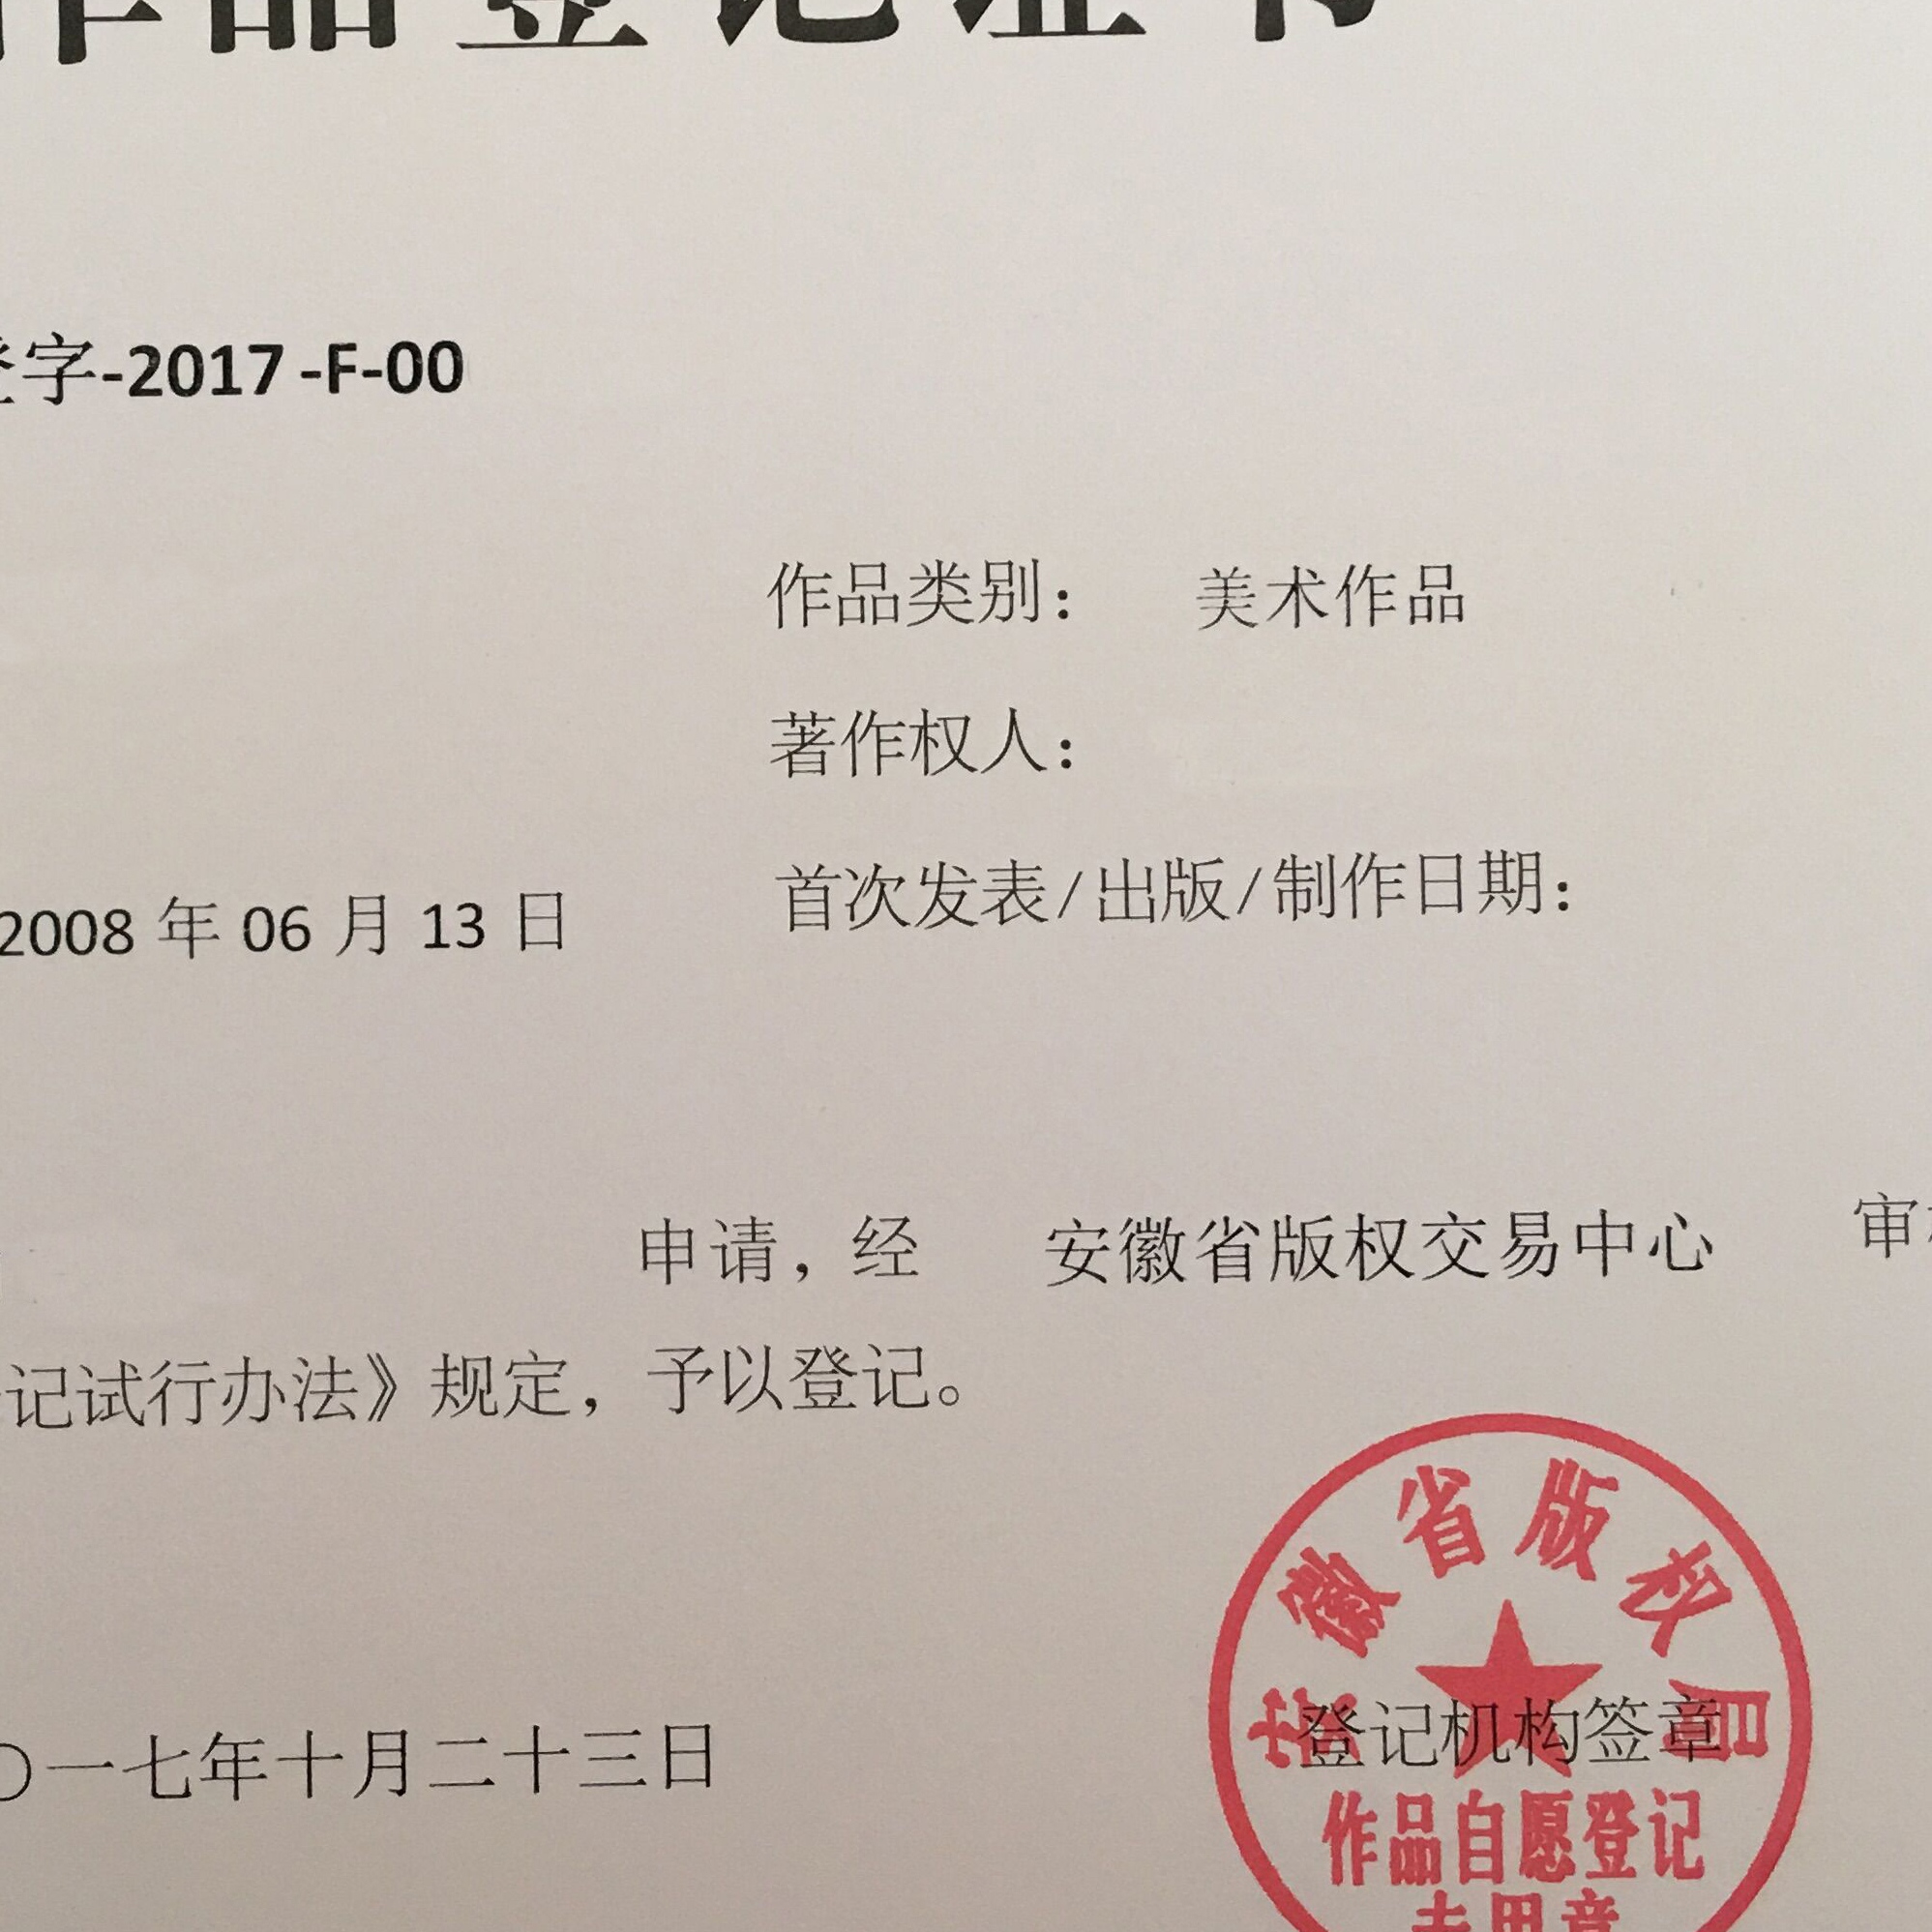 作品登记证书
登字-2017 -F-00
作品类别： 美术作品
著作权人：
2008 年 06 月 13 日 首次发表/出版/制作日期：
申请，经 安徽省版权交易中心 审
记试行办法》规定，予以登记。
安徽省版权局
〇一七年十月二十三日 登记机构签章
作品自愿登记
专用章